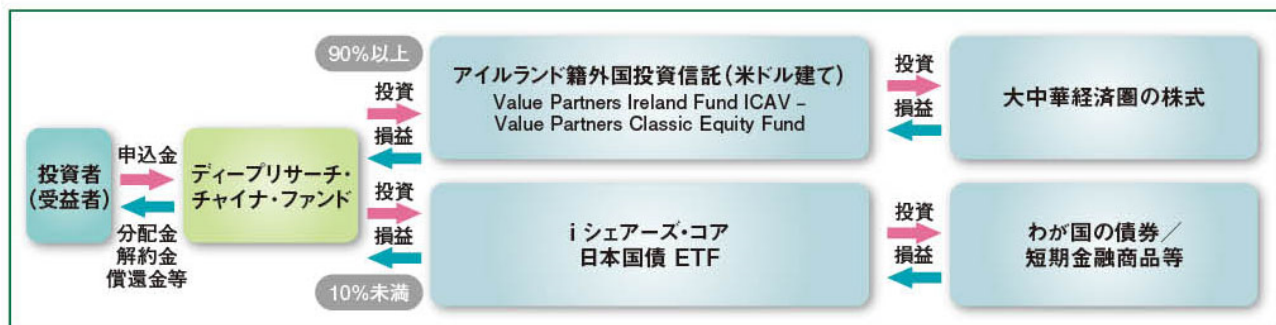 投資者
(受益者)
申込金
分配金
解約金
償還金等
ディープリサーチ・
チャイナ・ファンド
90%以上
投資
損益
アイルランド籍外国投資信託(米ドル建て)
Value Partners Ireland Fund ICAV –
Value Partners Classic Equity Fund
投資
損益
大中華経済圏の株式
投資
損益
10%未満
i シェアーズ・コア
日本国債 ETF
投資
損益
わが国の債券／
短期金融商品等